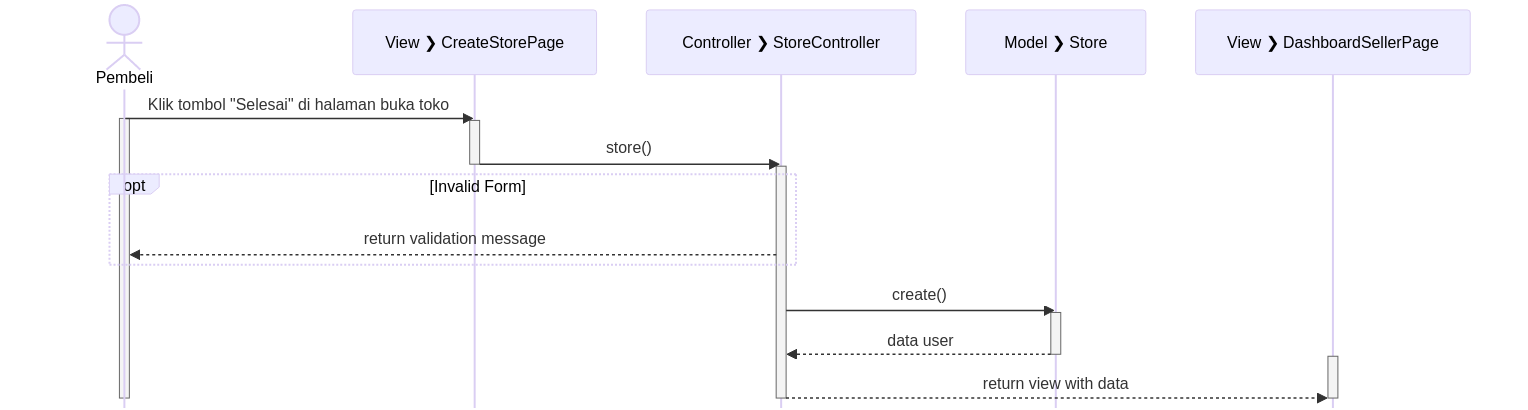 Pembeli
View ❯ CreateStorePage
Controller ❯ StoreController
Model ❯ Store
View ❯ DashboardSellerPage
Klik tombol "Selesai" di halaman buka toko
store()
opt
[Invalid Form]
return validation message
create()
data user
return view with data